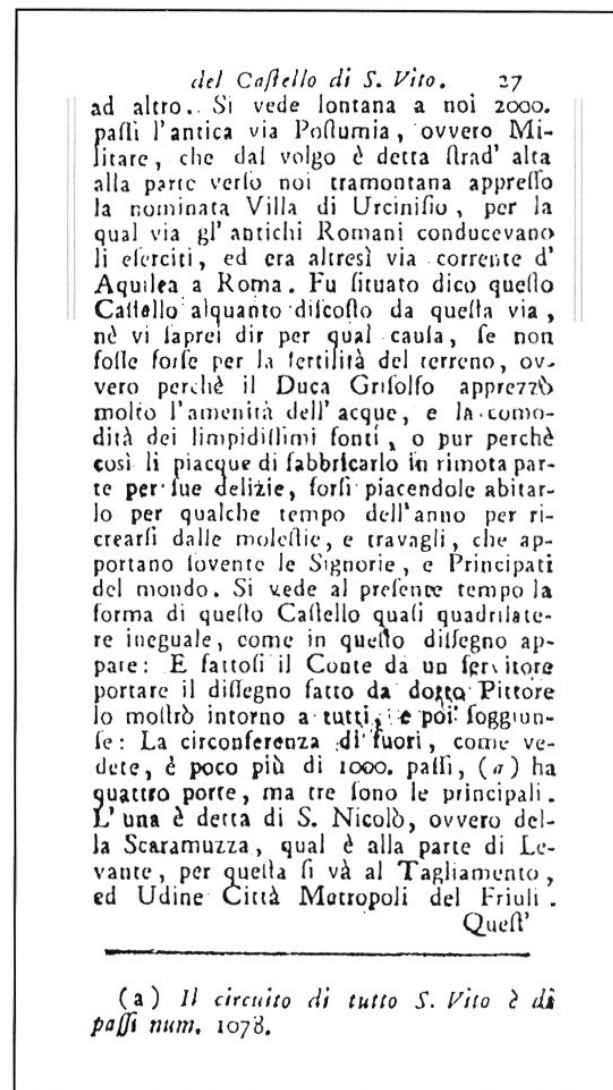 del Caſtello di S. Vito. 27
ad altro. Si vede lontana a noi 2000.
paſſi l'antica via Poſtumia, ovvero Mi-
litare, che dal volgo è detta ſtrad' alta
alla parte verſo noi tramontana appreſſo
la nominata Villa di Urciniſio, per la
qual via gl'antichi Romani conducevano
li eſerciti, ed era altresì via corrente d'
Aquilea a Roma. Fu ſituato dico queſto
Caſtello alquanto diſcoſto da queſta via,
nè vi ſaprei dir per qual cauſa, ſe non
foſſe forſe per la fertilità del terreno, ov-
vero perchè il Duca Griſolfo apprezzò
molto l'amenità dell' acque, e la como-
dità dei limpidiſſimi fonti, o pur perchè
così li piacque di fabbricarlo in rimota par-
te per ſue delizie, forſi piacendole abitar-
lo per qualche tempo dell'anno per ri-
crearſi dalle moleſtie, e travagli, che ap-
portano ſovente le Signorie, e Principati
del mondo. Si vede al preſente tempo la
forma di queſto Caſtello quaſi quadrilate-
re ineguale, come in queſto diſſegno ap-
pare: E fattoſi il Conte da un ſervitore
portare il diſſegno fatto da dotto Pittore
lo moſtrò intorno a tutti, e poi ſoggiun-
ſe: La circonferenza di fuori, come ve-
dete, è poco più di 1000. paſſi, (a) ha
quattro porte, ma tre ſono le principali.
L'una è detta di S. Nicolò, ovvero del-
la Scaramuzza, qual è alla parte di Le-
vante, per queſta ſi và al Tagliamento,
ed Udine Città Metropoli del Friuli.
Queſt'
(a) Il circuito di tutto S. Vito è di
paſſi num. 1078.